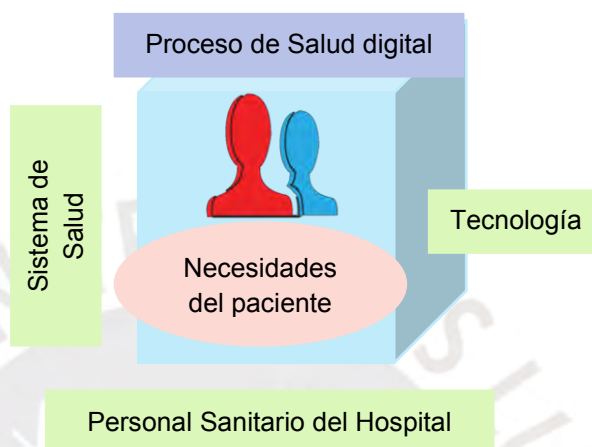 Proceso de Salud digital
Sistema de
Salud
Tecnología
Necesidades
del paciente
Personal Sanitario del Hospital